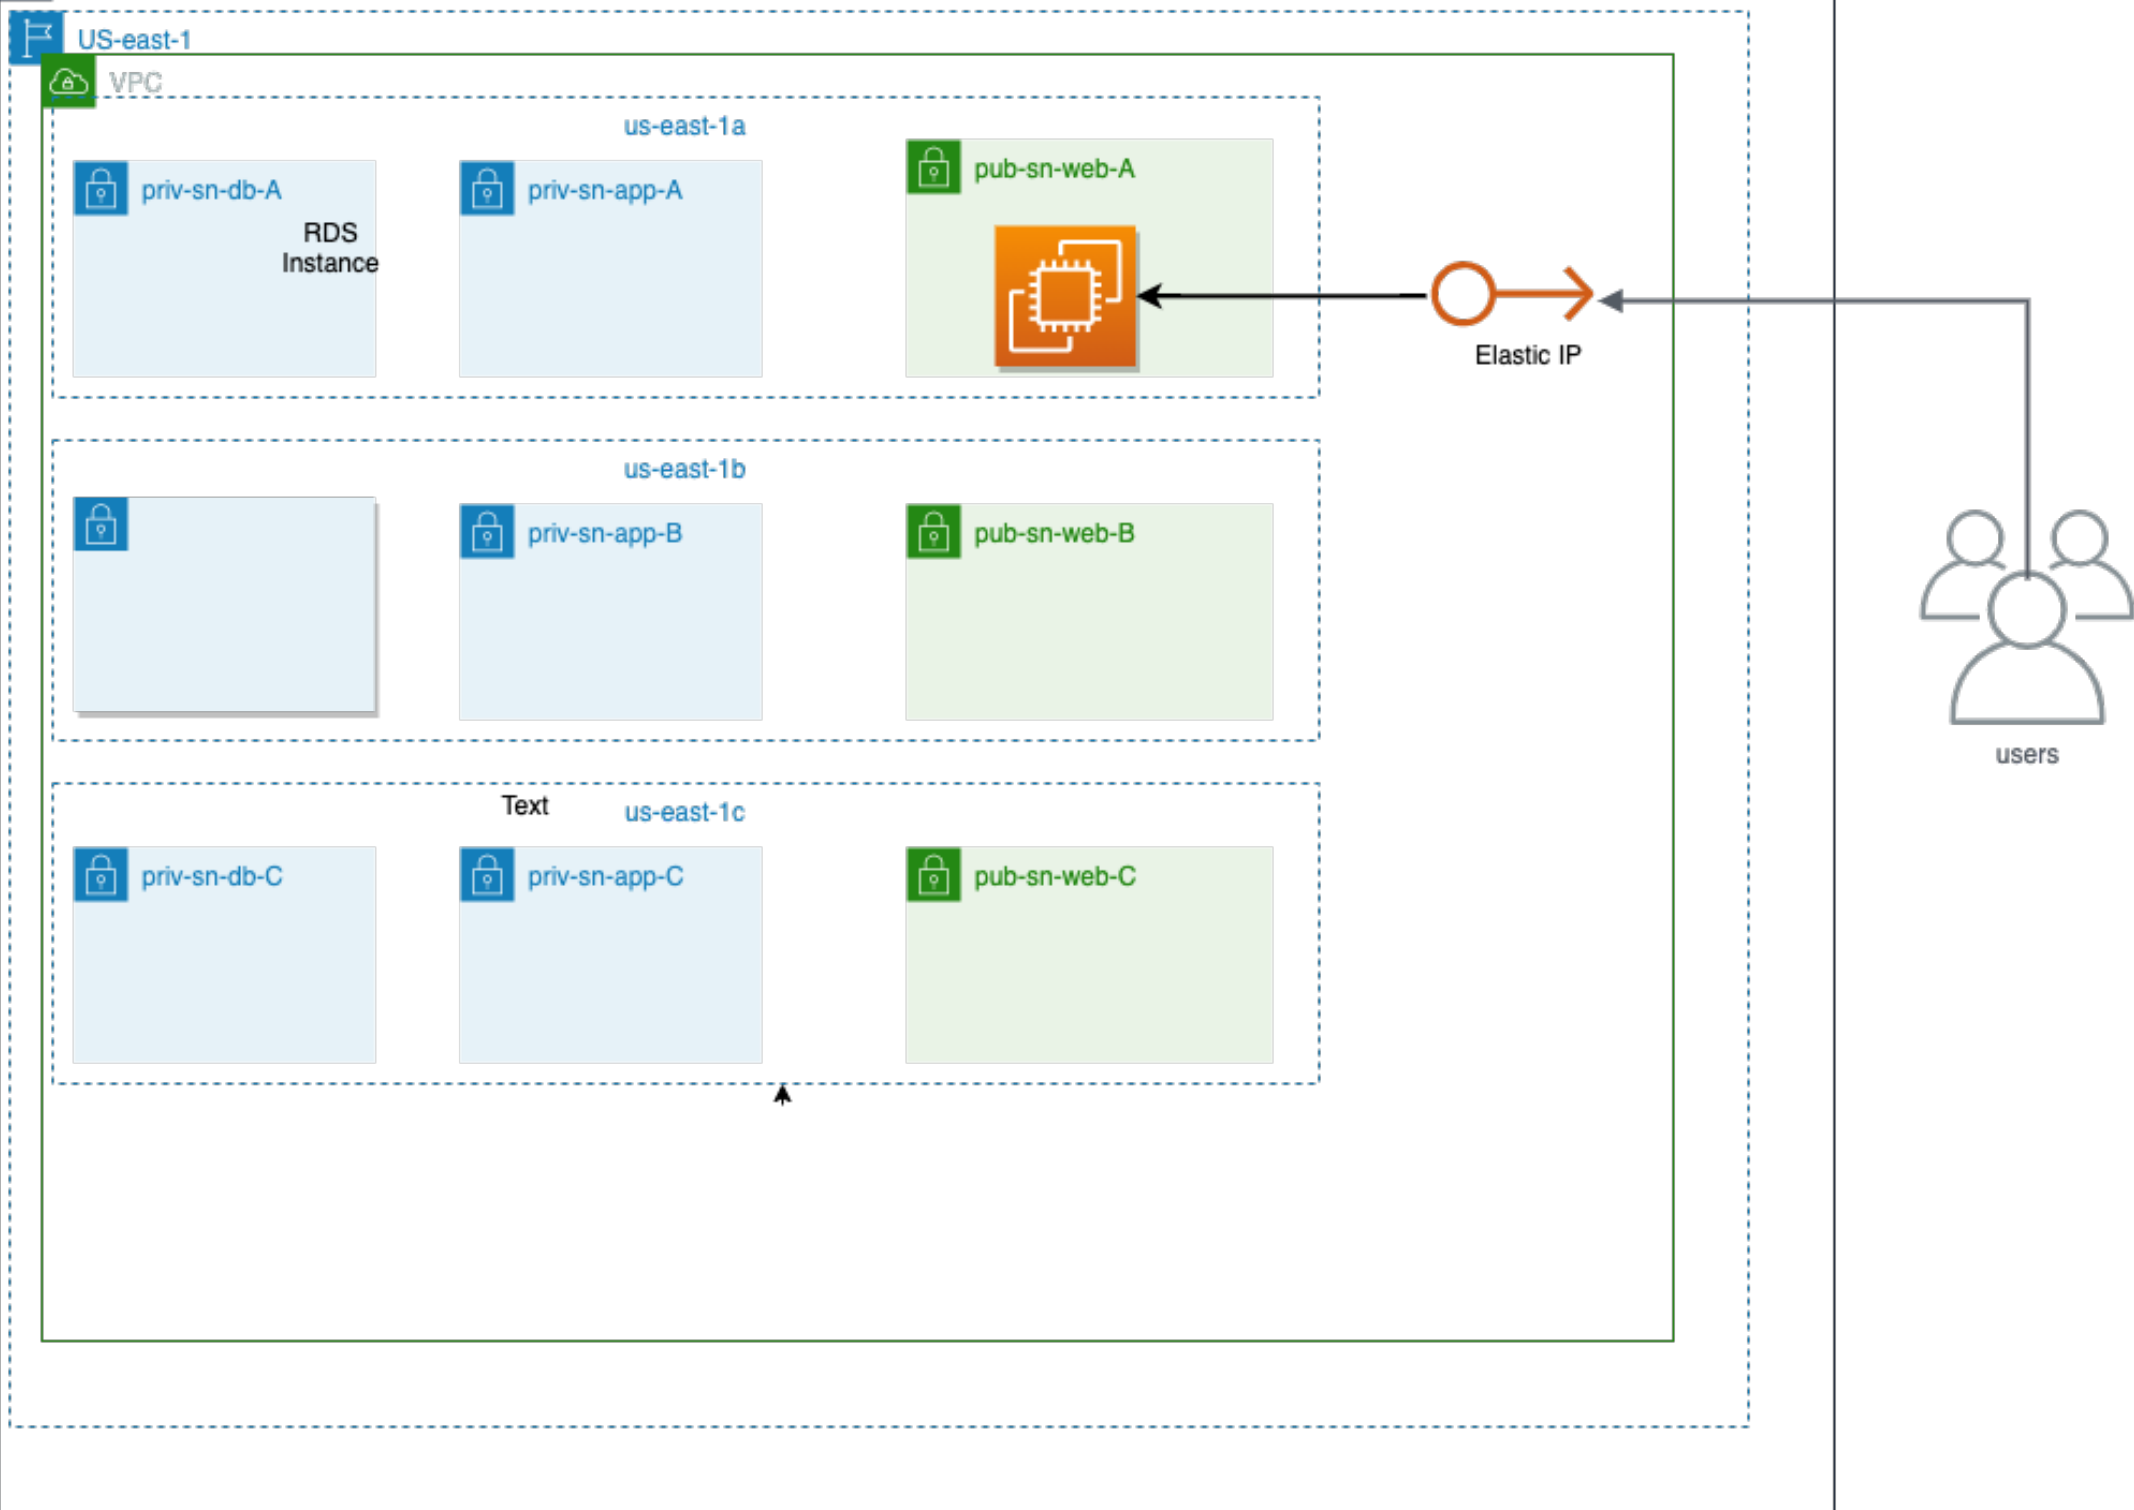 US-east-1
VPC
us-east-1a
priv-sn-db-A
priv-sn-app-A
pub-sn-web-A
RDS
Instance
Elastic IP
us-east-1b
priv-sn-app-B
pub-sn-web-B
users
Text
us-east-1c
priv-sn-db-C
priv-sn-app-C
pub-sn-web-C